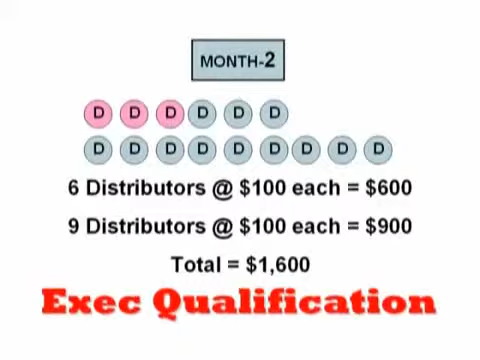 MONTH-2
D D D D D D
D D D D D D D D D
6 Distributors @ $100 each = $600
9 Distributors @ $100 each = $900
Total = $1,600
Exec Qualification